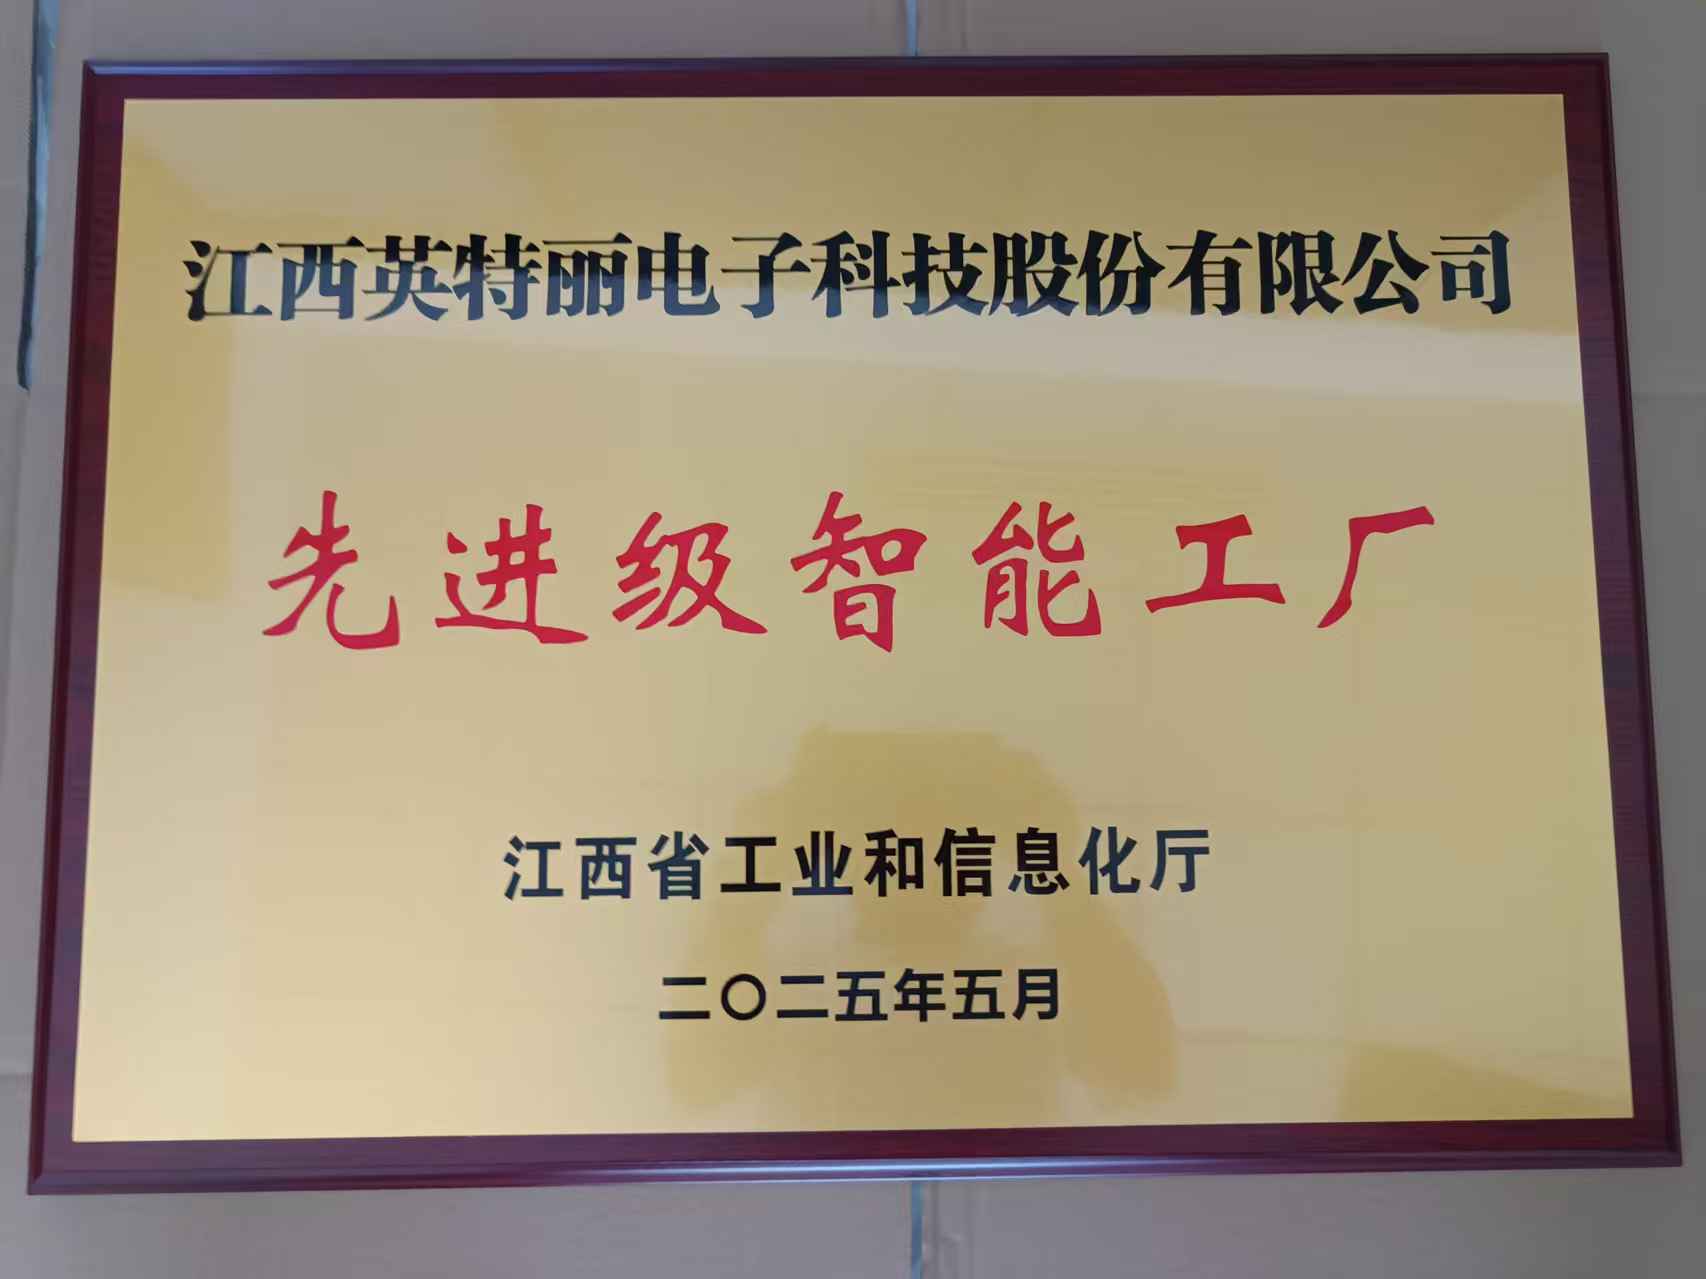 江西英特丽电子科技股份有限公司
先进级智能工厂
江西省工业和信息化厅
二〇二五年五月